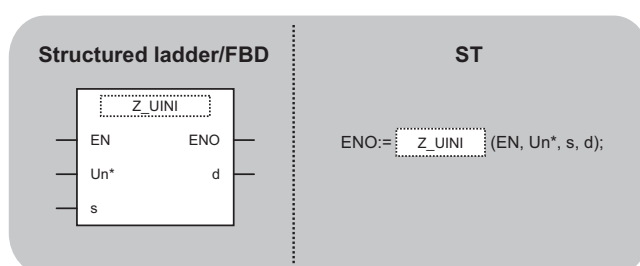 Structured ladder/FBD
Z_UINI
EN ENO
Un* d
s
ST
ENO:= Z_UINI (EN, Un*, s, d);